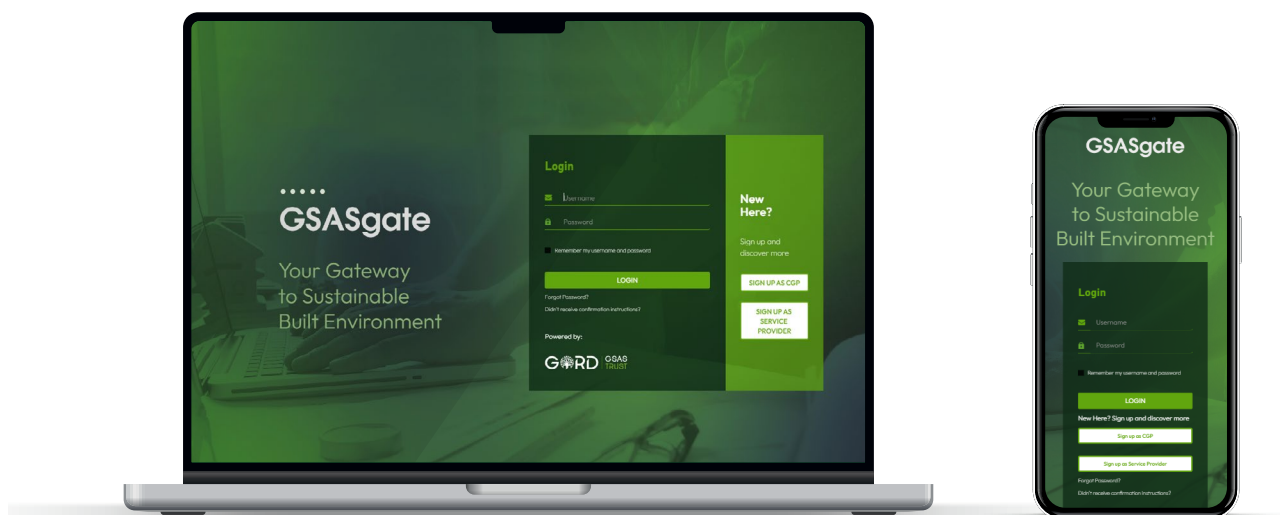 GSASgate
Your Gateway
to Sustainable
Built Environment
Login
Username
Password
Remember my username and password
LOGIN
Forgot Password?
Didn't receive confirmation instructions?
Powered by:
GORD GSAS
TRUST
New
Here?
Sign up and
discover more
SIGN UP AS CGP
SIGN UP AS
SERVICE
PROVIDER
GSASgate
Your Gateway
to Sustainable
Built Environment
Login
Username
Password
Remember my username and password
LOGIN
New Here? Sign up and discover more
Sign up as CGP
Sign up as Service Provider
Forgot Password?
Didn't receive confirmation instructions?